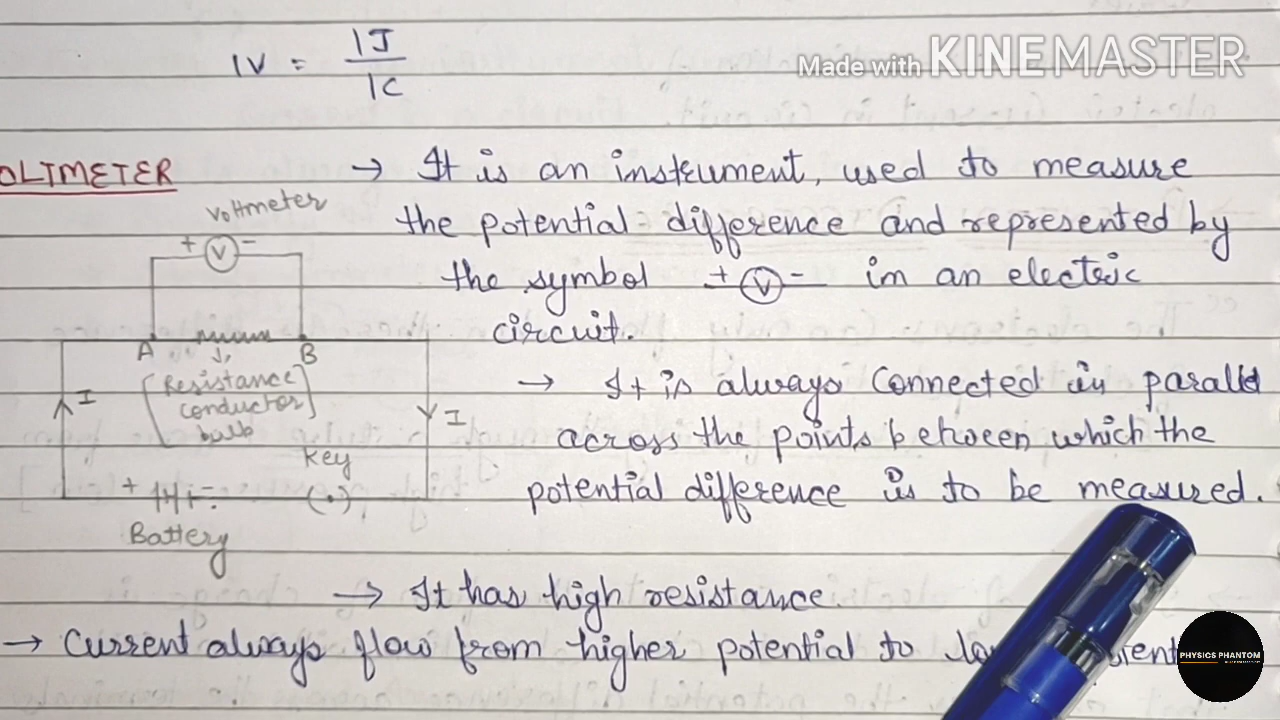 1V = 1J
1C
Made with KINEMASTER
OLTMETER
→ It is an instrument, used to measure
the potential difference and represented by
the symbol + V - in an electric
circuit.
voltmeter
+ V -
A B
[Resistance
conductor]
bulb
I
I
key
+ -
(.)
Battery
→ It is always connected in parallel
across the points between which the
potential difference is to be measured.
→ It has high resistance.
→ Current always flow from higher potential to
PHYSICS PHANTOM